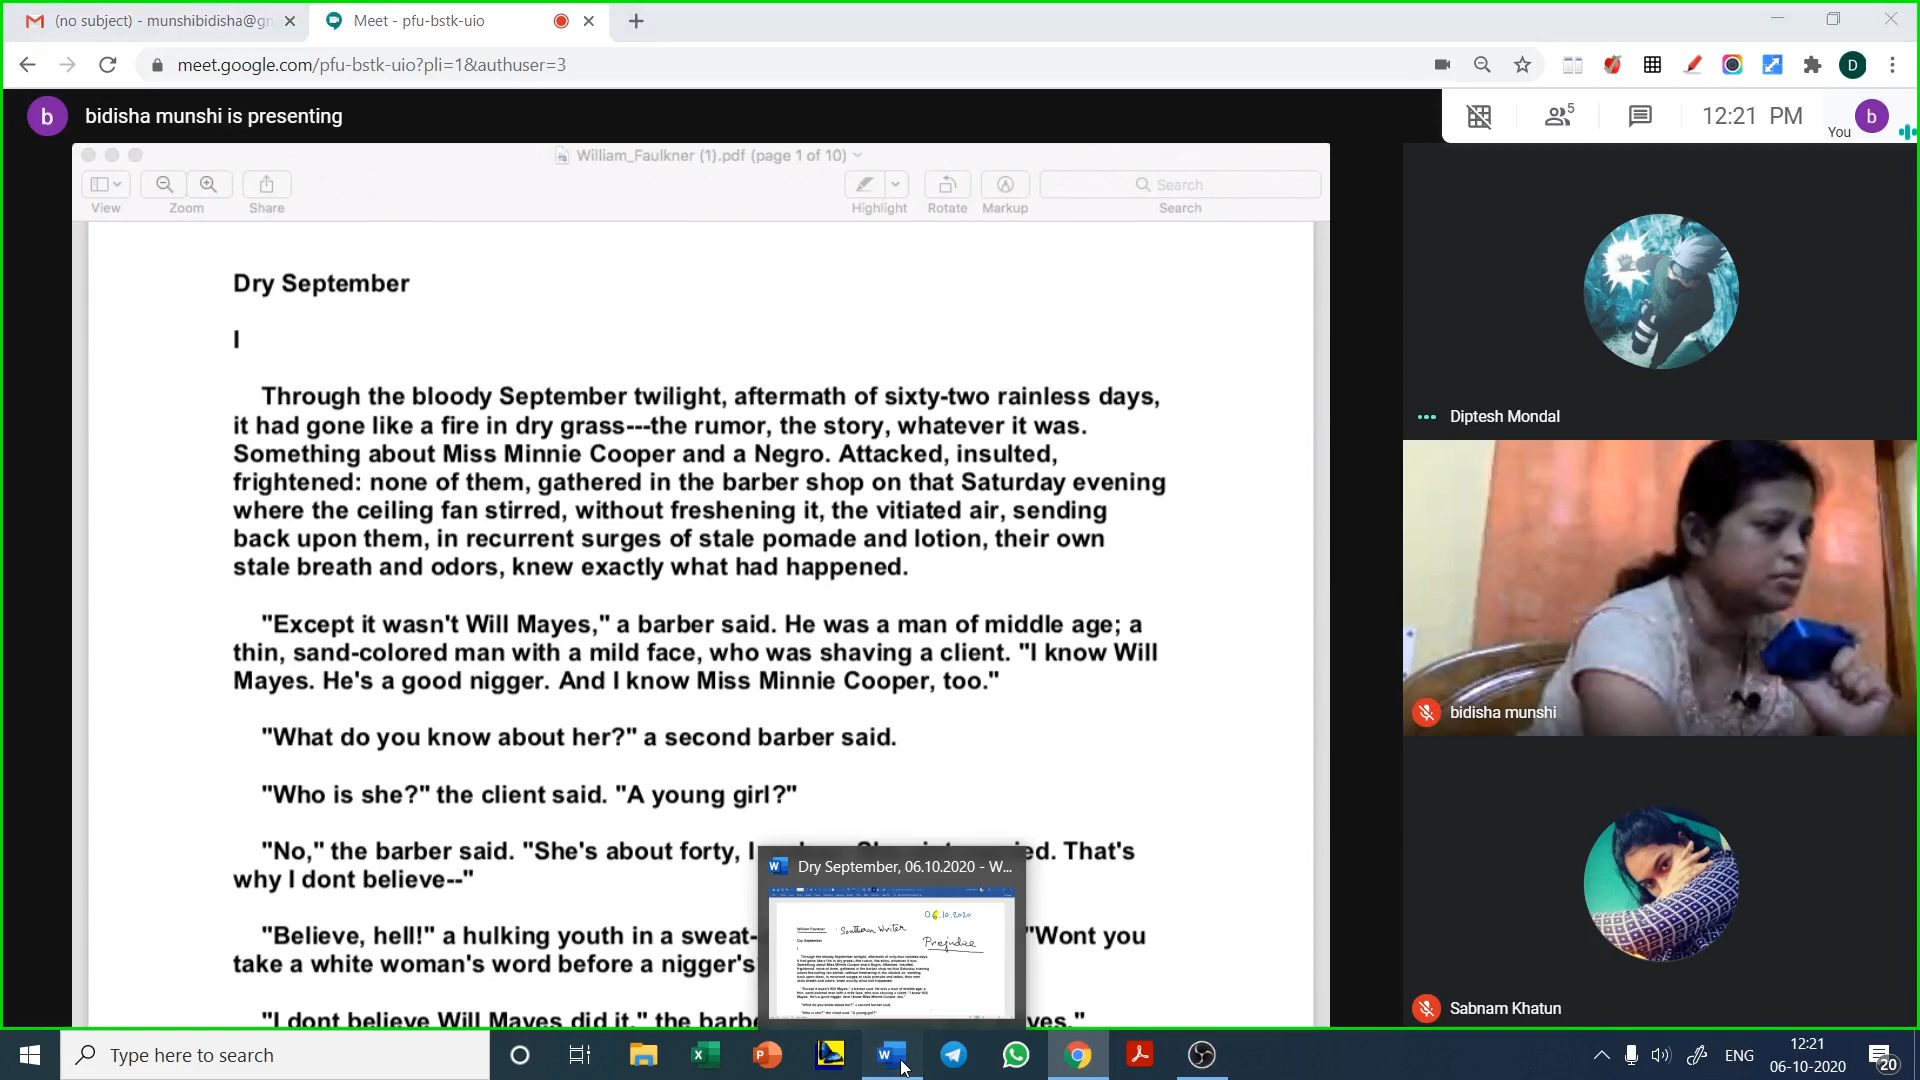 (no subject) - munshibidisha@gm
Meet - pfu-bstk-uio
meet.google.com/pfu-bstk-uio?pli=1&authuser=3
D
b
bidisha munshi is presenting
5
12:21 PM
You
b
William_Faulkner (1).pdf (page 1 of 10)
Search
View
Zoom
Share
Highlight
Rotate
Markup
Search
Dry September
I
Through the bloody September twilight, aftermath of sixty-two rainless days,
it had gone like a fire in dry grass---the rumor, the story, whatever it was.
Something about Miss Minnie Cooper and a Negro. Attacked, insulted,
frightened: none of them, gathered in the barber shop on that Saturday evening
where the ceiling fan stirred, without freshening it, the vitiated air, sending
back upon them, in recurrent surges of stale pomade and lotion, their own
stale breath and odors, knew exactly what had happened.
"Except it wasn't Will Mayes," a barber said. He was a man of middle age; a
thin, sand-colored man with a mild face, who was shaving a client. "I know Will
Mayes. He's a good nigger. And I know Miss Minnie Cooper, too."
"What do you know about her?" a second barber said.
"Who is she?" the client said. "A young girl?"
"No," the barber said. "She's about forty, I
ed. That's
why I dont believe--"
"Believe, hell!" a hulking youth in a sweat-
"Wont you
take a white woman's word before a nigger's
"I dont believe Will Mayes did it," the barb
yes."
Dry September, 06.10.2020 - W...
06.10.2020
William Faulkner
Southern Writer
Dry September
Prejudice
I
Diptesh Mondal
bidisha munshi
Sabnam Khatun
Type here to search
ENG
12:21
06-10-2020
20